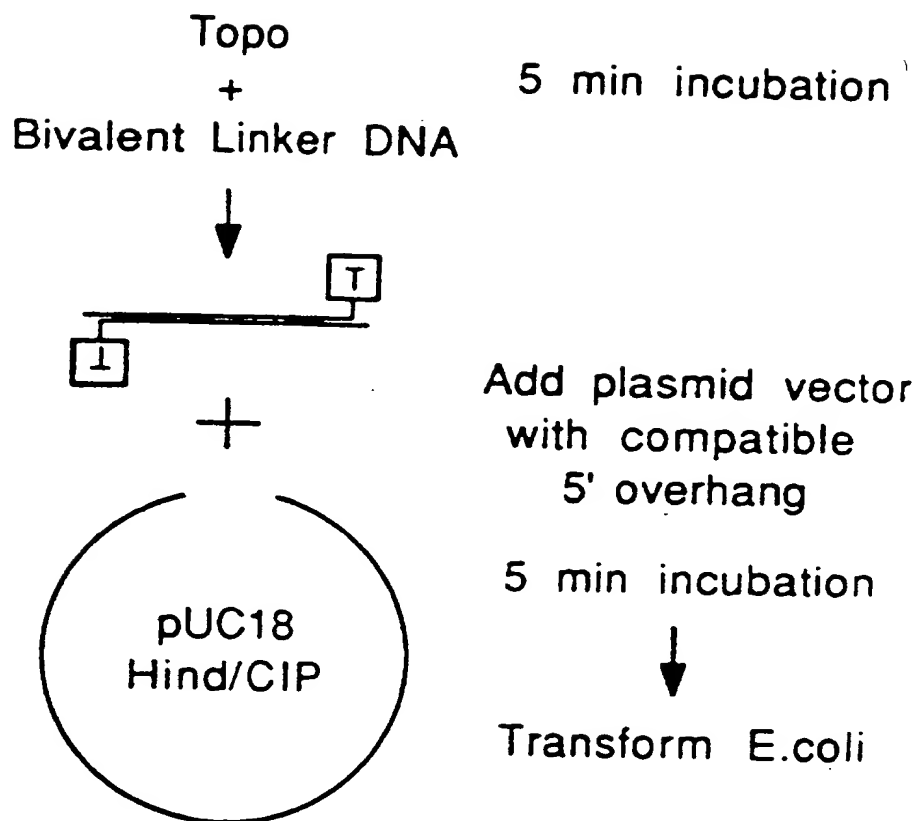 Topo
+
Bivalent Linker DNA
5 min incubation
T
T
+
Add plasmid vector
with compatible
5' overhang
pUC18
Hind/CIP
5 min incubation
Transform E.coli